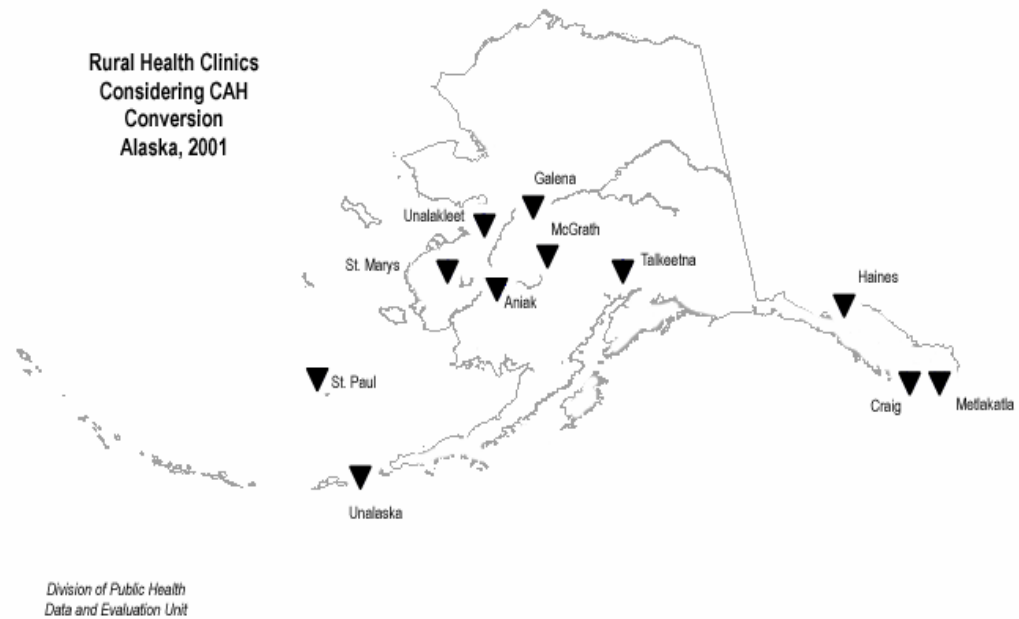 Rural Health Clinics
Considering CAH
Conversion
Alaska, 2001
Galena
Unalakleet
McGrath
St. Marys
Talkeetna
Haines
Aniak
St. Paul
Craig
Metlakatla
Unalaska
Division of Public Health
Data and Evaluation Unit